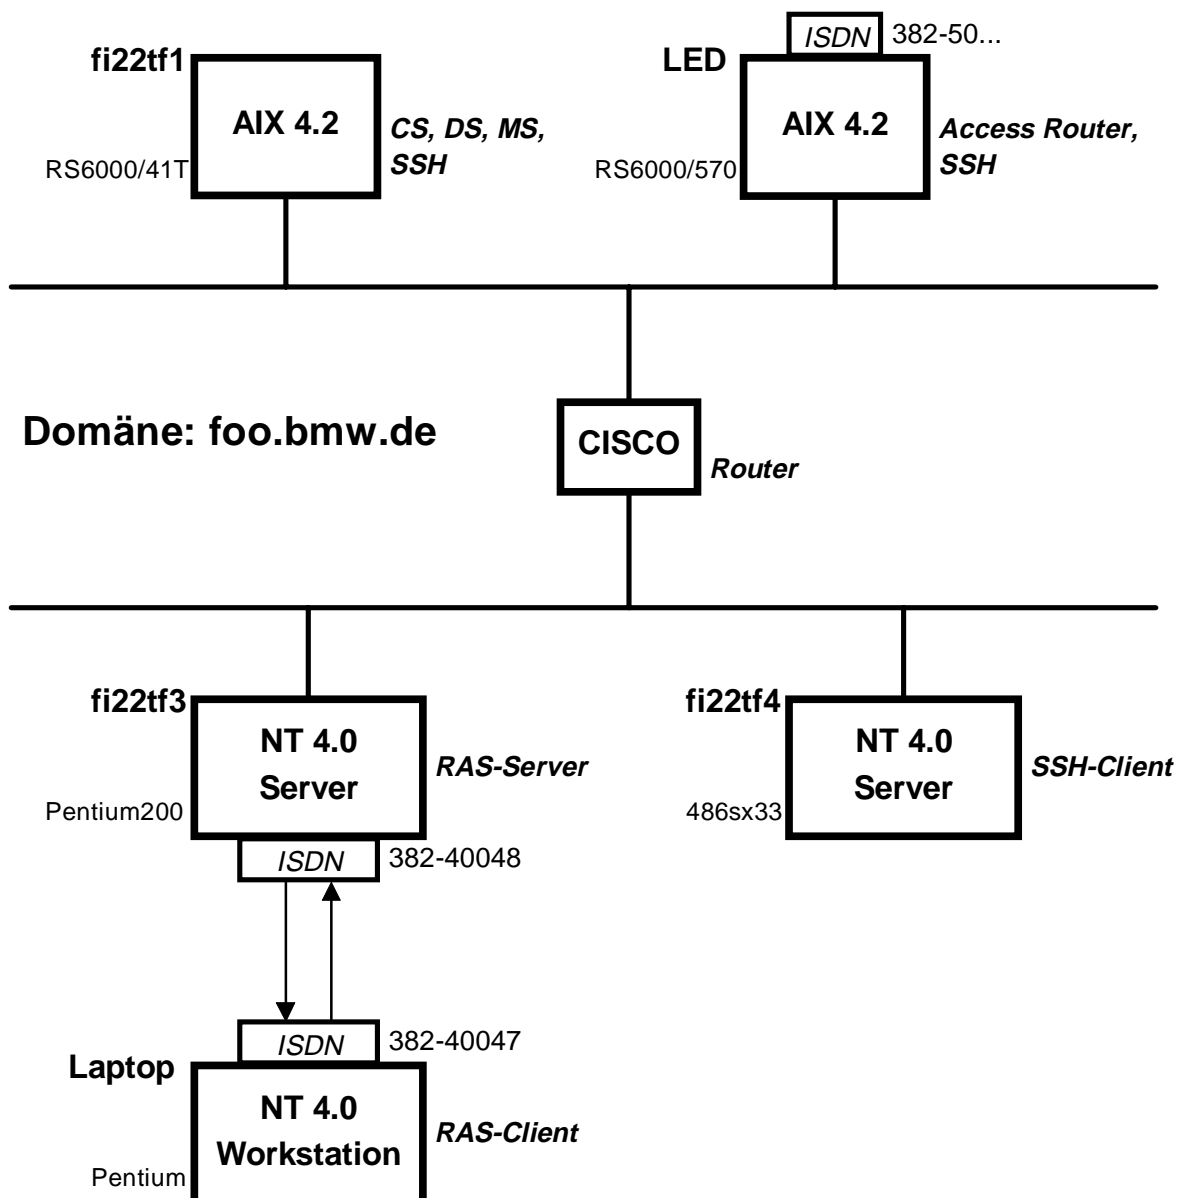 ISDN 382-50...
fi22tf1
LED
AIX 4.2
CS, DS, MS,
SSH
RS6000/41T
AIX 4.2
Access Router,
SSH
RS6000/570
Domäne: foo.bmw.de
CISCO
Router
fi22tf3
NT 4.0
Server
RAS-Server
Pentium200
ISDN 382-40048
fi22tf4
NT 4.0
Server
SSH-Client
486sx33
ISDN 382-40047
Laptop
NT 4.0
Workstation
RAS-Client
Pentium